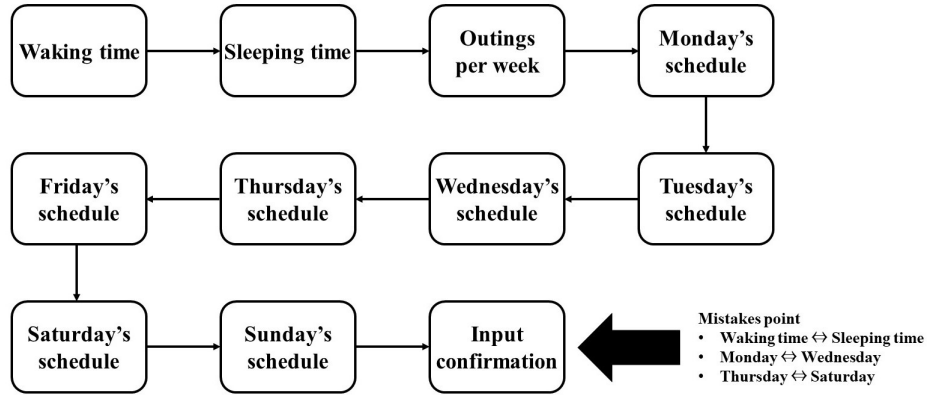 Waking time
Sleeping time
Outings
per week
Monday's
schedule
Tuesday's
schedule
Wednesday's
schedule
Thursday's
schedule
Friday's
schedule
Saturday's
schedule
Sunday's
schedule
Input
confirmation
Mistakes point
• Waking time ⇔ Sleeping time
• Monday ⇔ Wednesday
• Thursday ⇔ Saturday